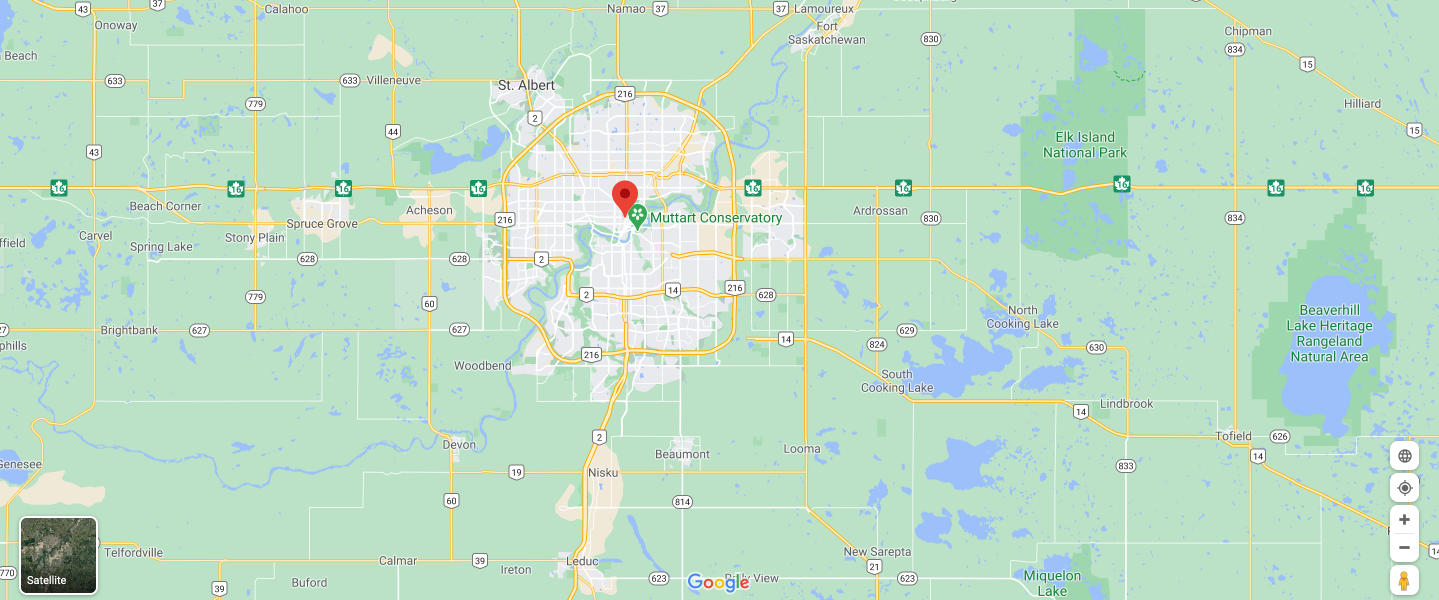 43
Calahoo
Namao
37
37
Lamoureux
Onoway
Fort
Saskatchewan
830
Chipman
834
15
Beach
633
633
Villeneuve
St. Albert
216
779
2
44
Hilliard
15
Elk Island
National Park
43
16
16
16
16
16
16
16
16
16
Beach Corner
Acheson
Spruce Grove
Stony Plain
216
Muttart Conservatory
Ardrossan
830
834
Carvel
Spring Lake
628
628
2
779
60
2
14
216
628
North
Cooking Lake
Beaverhill
Lake Heritage
Rangeland
Natural Area
27
Brightbank
627
627
629
14
824
630
216
Woodbend
South
Cooking Lake
14
Lindbrook
Devon
2
Beaumont
Looma
Tofield
626
14
Genesee
19
Nisku
833
60
814
Telfordville
Calmar
39
Ireton
Leduc
New Sarepta
21
770
Satellite
39
Buford
623
Google
View
623
Miquelon
Lake
14